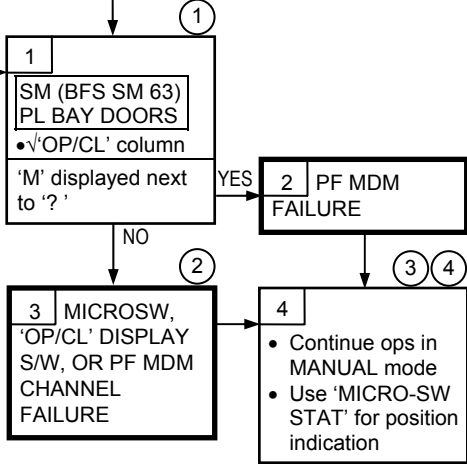 1
1
SM (BFS SM 63)
PL BAY DOORS
•√‘OP/CL’ column
‘M’ displayed next
to ‘? ’
YES
2 PF MDM
FAILURE
NO
2
3 MICROSW,
‘OP/CL’ DISPLAY
S/W, OR PF MDM
CHANNEL
FAILURE
3 4
4
• Continue ops in
MANUAL mode
• Use ‘MICRO-SW
STAT’ for position
indication